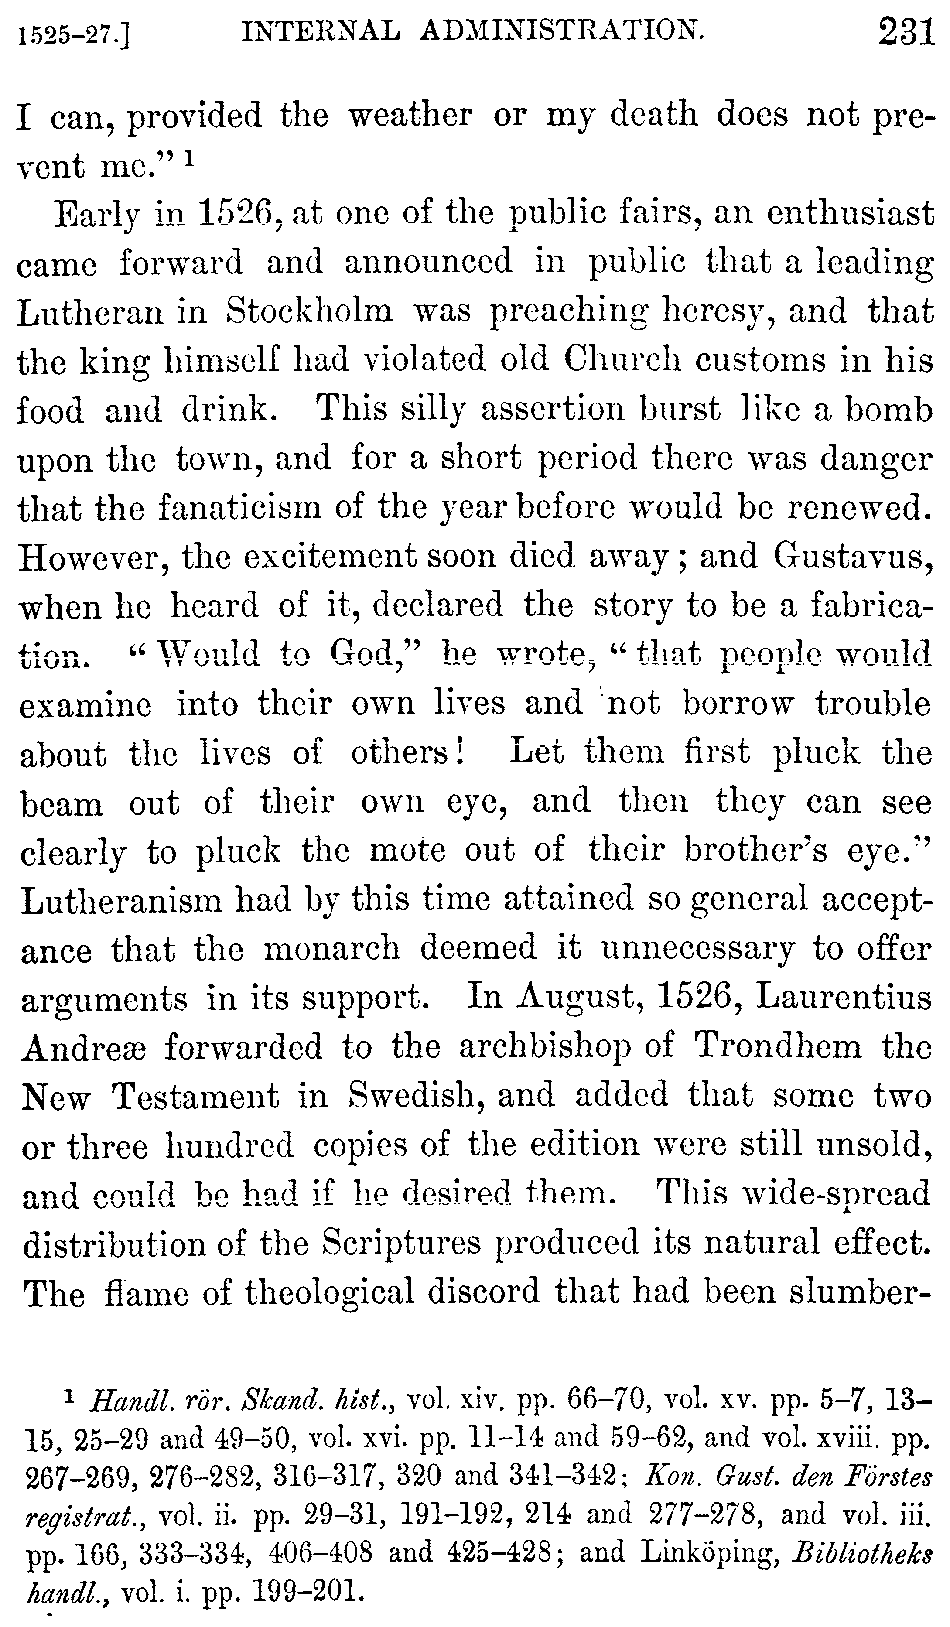 1525–27.] INTERNAL ADMINISTRATION. 231
I can, provided the weather or my death does not pre-
vent me.” 1
Early in 1526, at one of the public fairs, an enthusiast
came forward and announced in public that a leading
Lutheran in Stockholm was preaching heresy, and that
the king himself had violated old Church customs in his
food and drink. This silly assertion burst like a bomb
upon the town, and for a short period there was danger
that the fanaticism of the year before would be renewed.
However, the excitement soon died away; and Gustavus,
when he heard of it, declared the story to be a fabrica-
tion. “Would to God,” he wrote, “that people would
examine into their own lives and not borrow trouble
about the lives of others! Let them first pluck the
beam out of their own eye, and then they can see
clearly to pluck the mote out of their brother’s eye.”
Lutheranism had by this time attained so general accept-
ance that the monarch deemed it unnecessary to offer
arguments in its support. In August, 1526, Laurentius
Andreæ forwarded to the archbishop of Trondhem the
New Testament in Swedish, and added that some two
or three hundred copies of the edition were still unsold,
and could be had if he desired them. This wide-spread
distribution of the Scriptures produced its natural effect.
The flame of theological discord that had been slumber-
1 Handl. rör. Skand. hist., vol. xiv. pp. 66–70, vol. xv. pp. 5–7, 13–
15, 25–29 and 49–50, vol. xvi. pp. 11–14 and 59–62, and vol. xviii. pp.
267–269, 276–282, 316–317, 320 and 341–342; Kon. Gust. den Förstes
registrat., vol. ii. pp. 29–31, 191–192, 214 and 277–278, and vol. iii.
pp. 166, 333–334, 406–408 and 425–428; and Linköping, Bibliotheks
handl., vol. i. pp. 199–201.